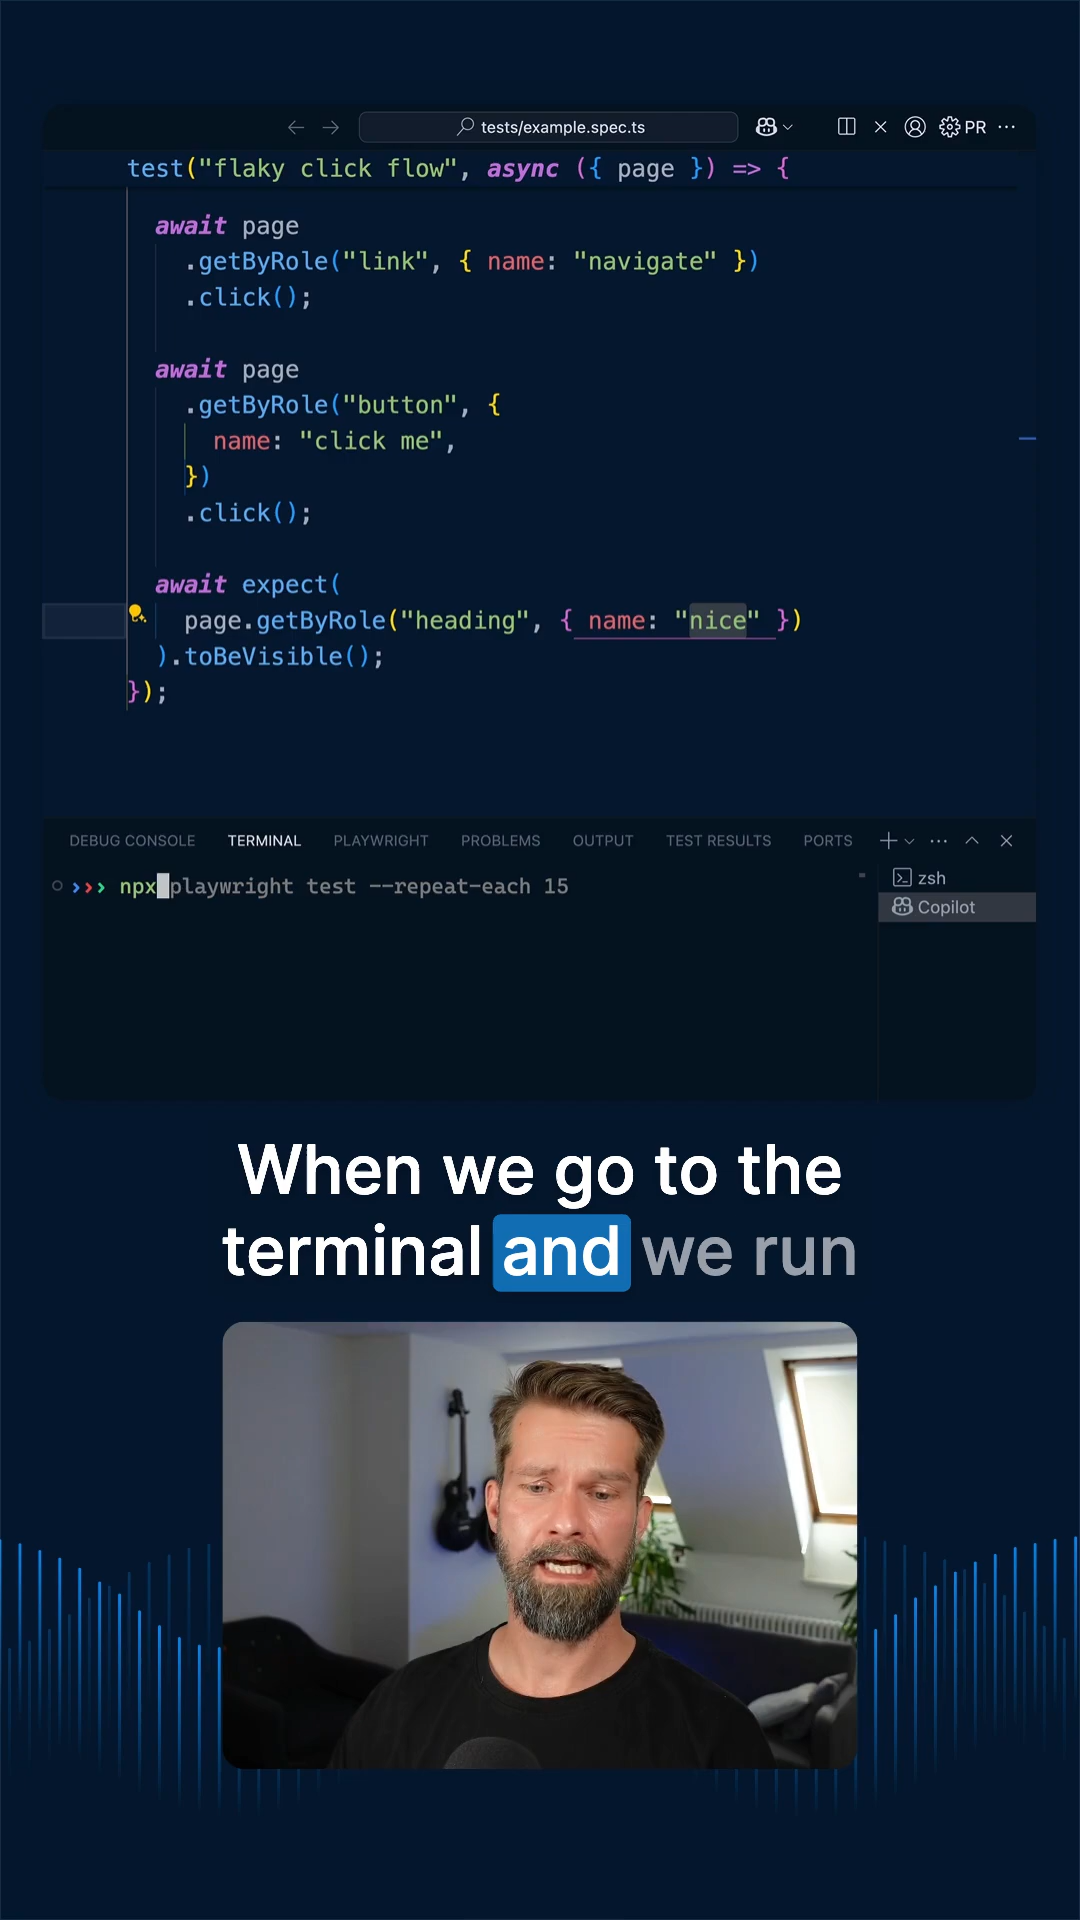 tests/example.spec.ts
PR
test("flaky click flow", async ({ page }) => {
await page
.getByRole("link", { name: "navigate" })
.click();
await page
.getByRole("button", {
name: "click me",
})
.click();
await expect(
page.getByRole("heading", { name: "nice" })
).toBeVisible();
});
DEBUG CONSOLE TERMINAL PLAYWRIGHT PROBLEMS OUTPUT TEST RESULTS PORTS
npx playwright test --repeat-each 15
zsh
Copilot
When we go to the
terminal and we run